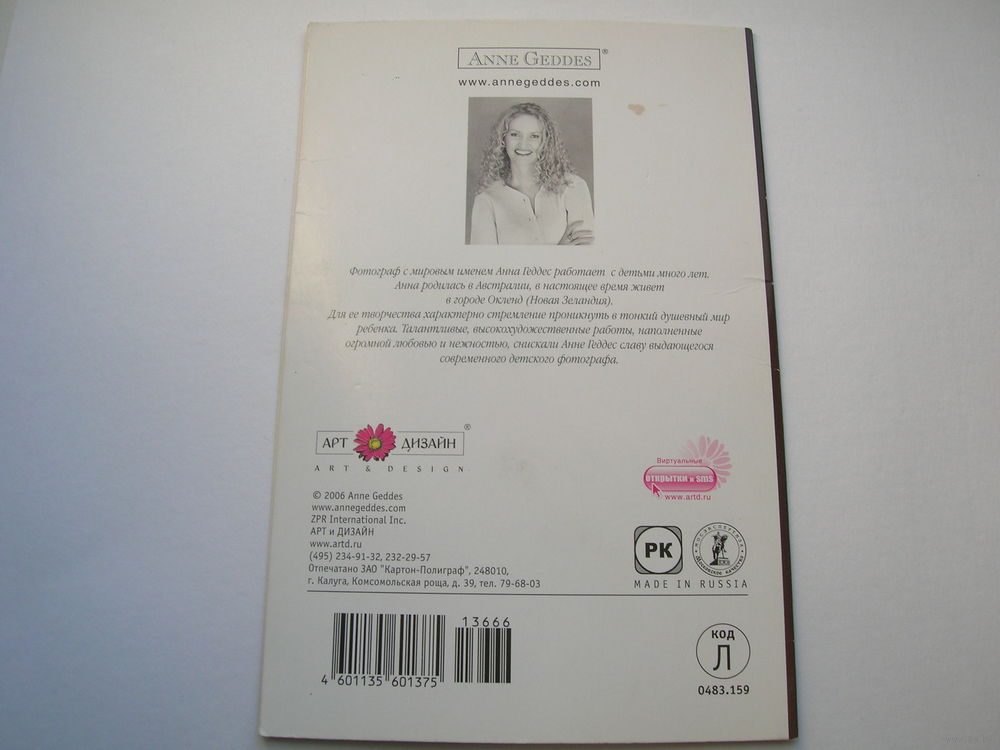 ANNE GEDDES®
www.annegeddes.com
Фотограф с мировым именем Анна Геддес работает с детьми много лет.
Анна родилась в Австралии, в настоящее время живет
в городе Окленд (Новая Зеландия).
Для ее творчества характерно стремление проникнуть в тонкий душевный мир
ребенка. Талантливые, высокохудожественные работы, наполненные
огромной любовью и нежностью, снискали Анне Геддес славу выдающегося
современного детского фотографа.
АРТ ДИЗАЙН®
ART & DESIGN
Виртуальные
открытки и sms
www.artd.ru
© 2006 Anne Geddes
www.annegeddes.com
ZPR International Inc.
АРТ и ДИЗАЙН
www.artd.ru
(495) 234-91-32, 232-29-57
Отпечатано ЗАО "Картон-Полиграф", 248010,
г. Калуга, Комсомольская роща, д. 39, тел. 79-68-03
РК
МОСЭКСПЕРТИЗА
Московское качество
MADE IN RUSSIA
13666
4 601135 601375
КОД
Л
0483.159